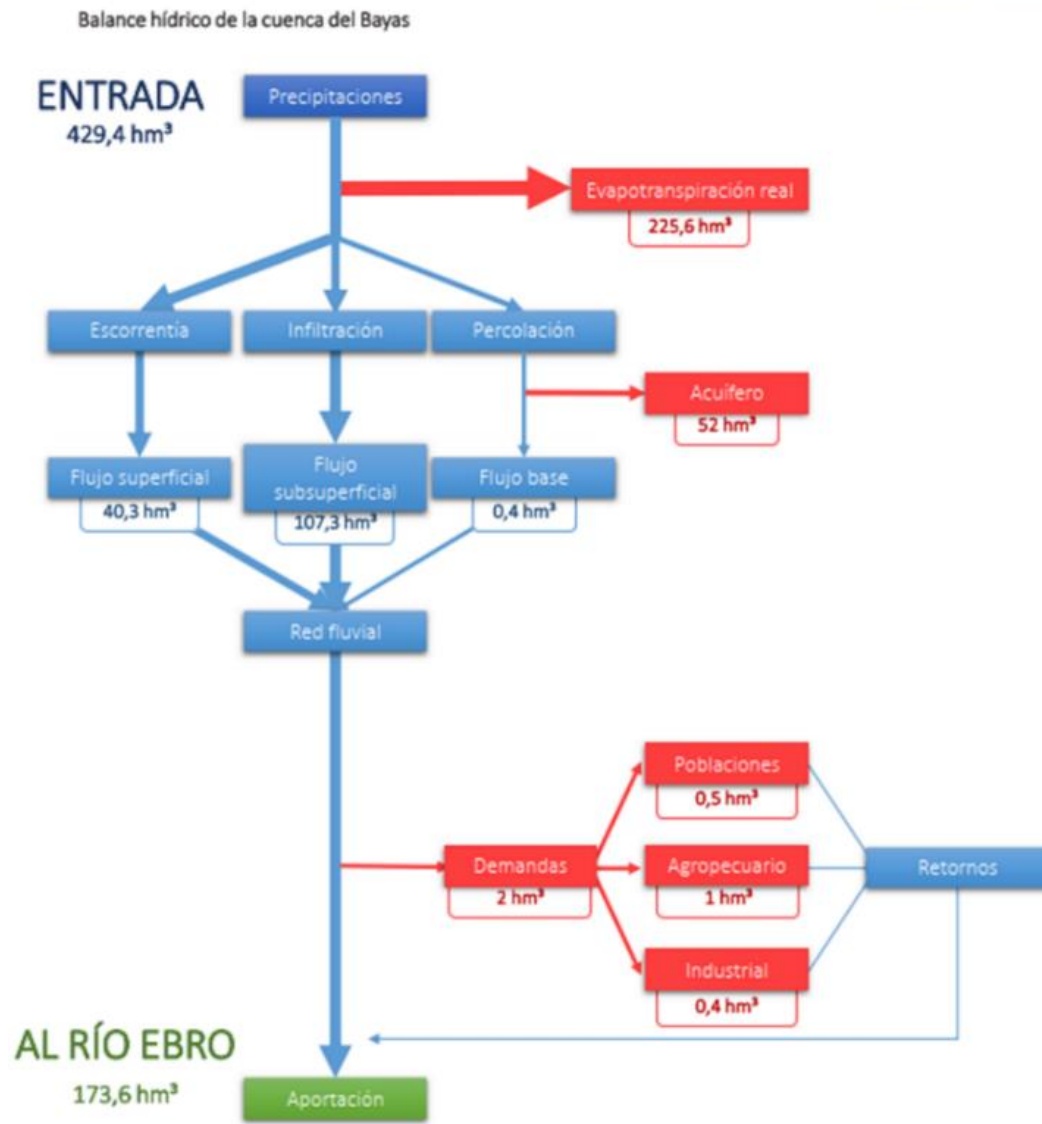 Balance hídrico de la cuenca del Bayas
ENTRADA
429,4 hm³
Precipitaciones
Evapotranspiración real
225,6 hm³
Escorrentía
Infiltración
Percolación
Acuífero
52 hm³
Flujo superficial
40,3 hm³
Flujo
subsuperficial
107,3 hm³
Flujo base
0,4 hm³
Red fluvial
Poblaciones
0,5 hm³
Demandas
2 hm³
Agropecuario
1 hm³
Retornos
Industrial
0,4 hm³
AL RÍO EBRO
173,6 hm³
Aportación